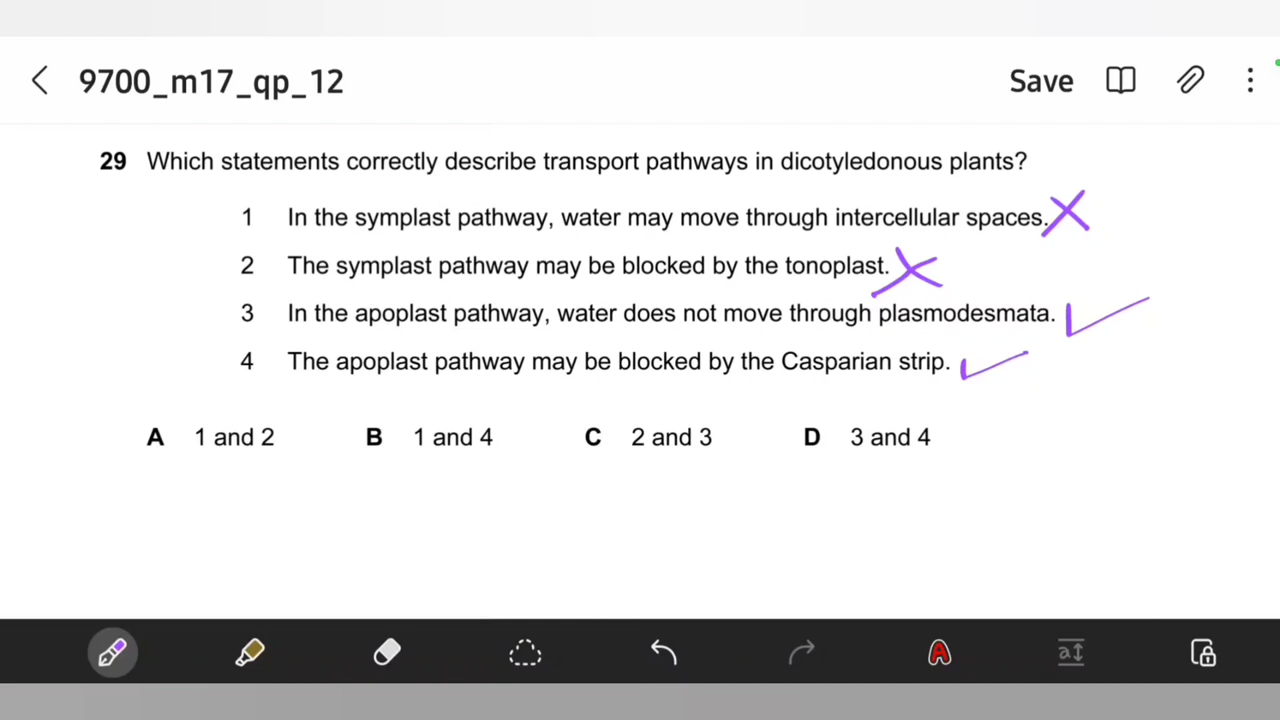 9700_m17_qp_12
Save
29 Which statements correctly describe transport pathways in dicotyledonous plants?
1 In the symplast pathway, water may move through intercellular spaces.
2 The symplast pathway may be blocked by the tonoplast.
3 In the apoplast pathway, water does not move through plasmodesmata.
4 The apoplast pathway may be blocked by the Casparian strip.
A 1 and 2 B 1 and 4 C 2 and 3 D 3 and 4
A a